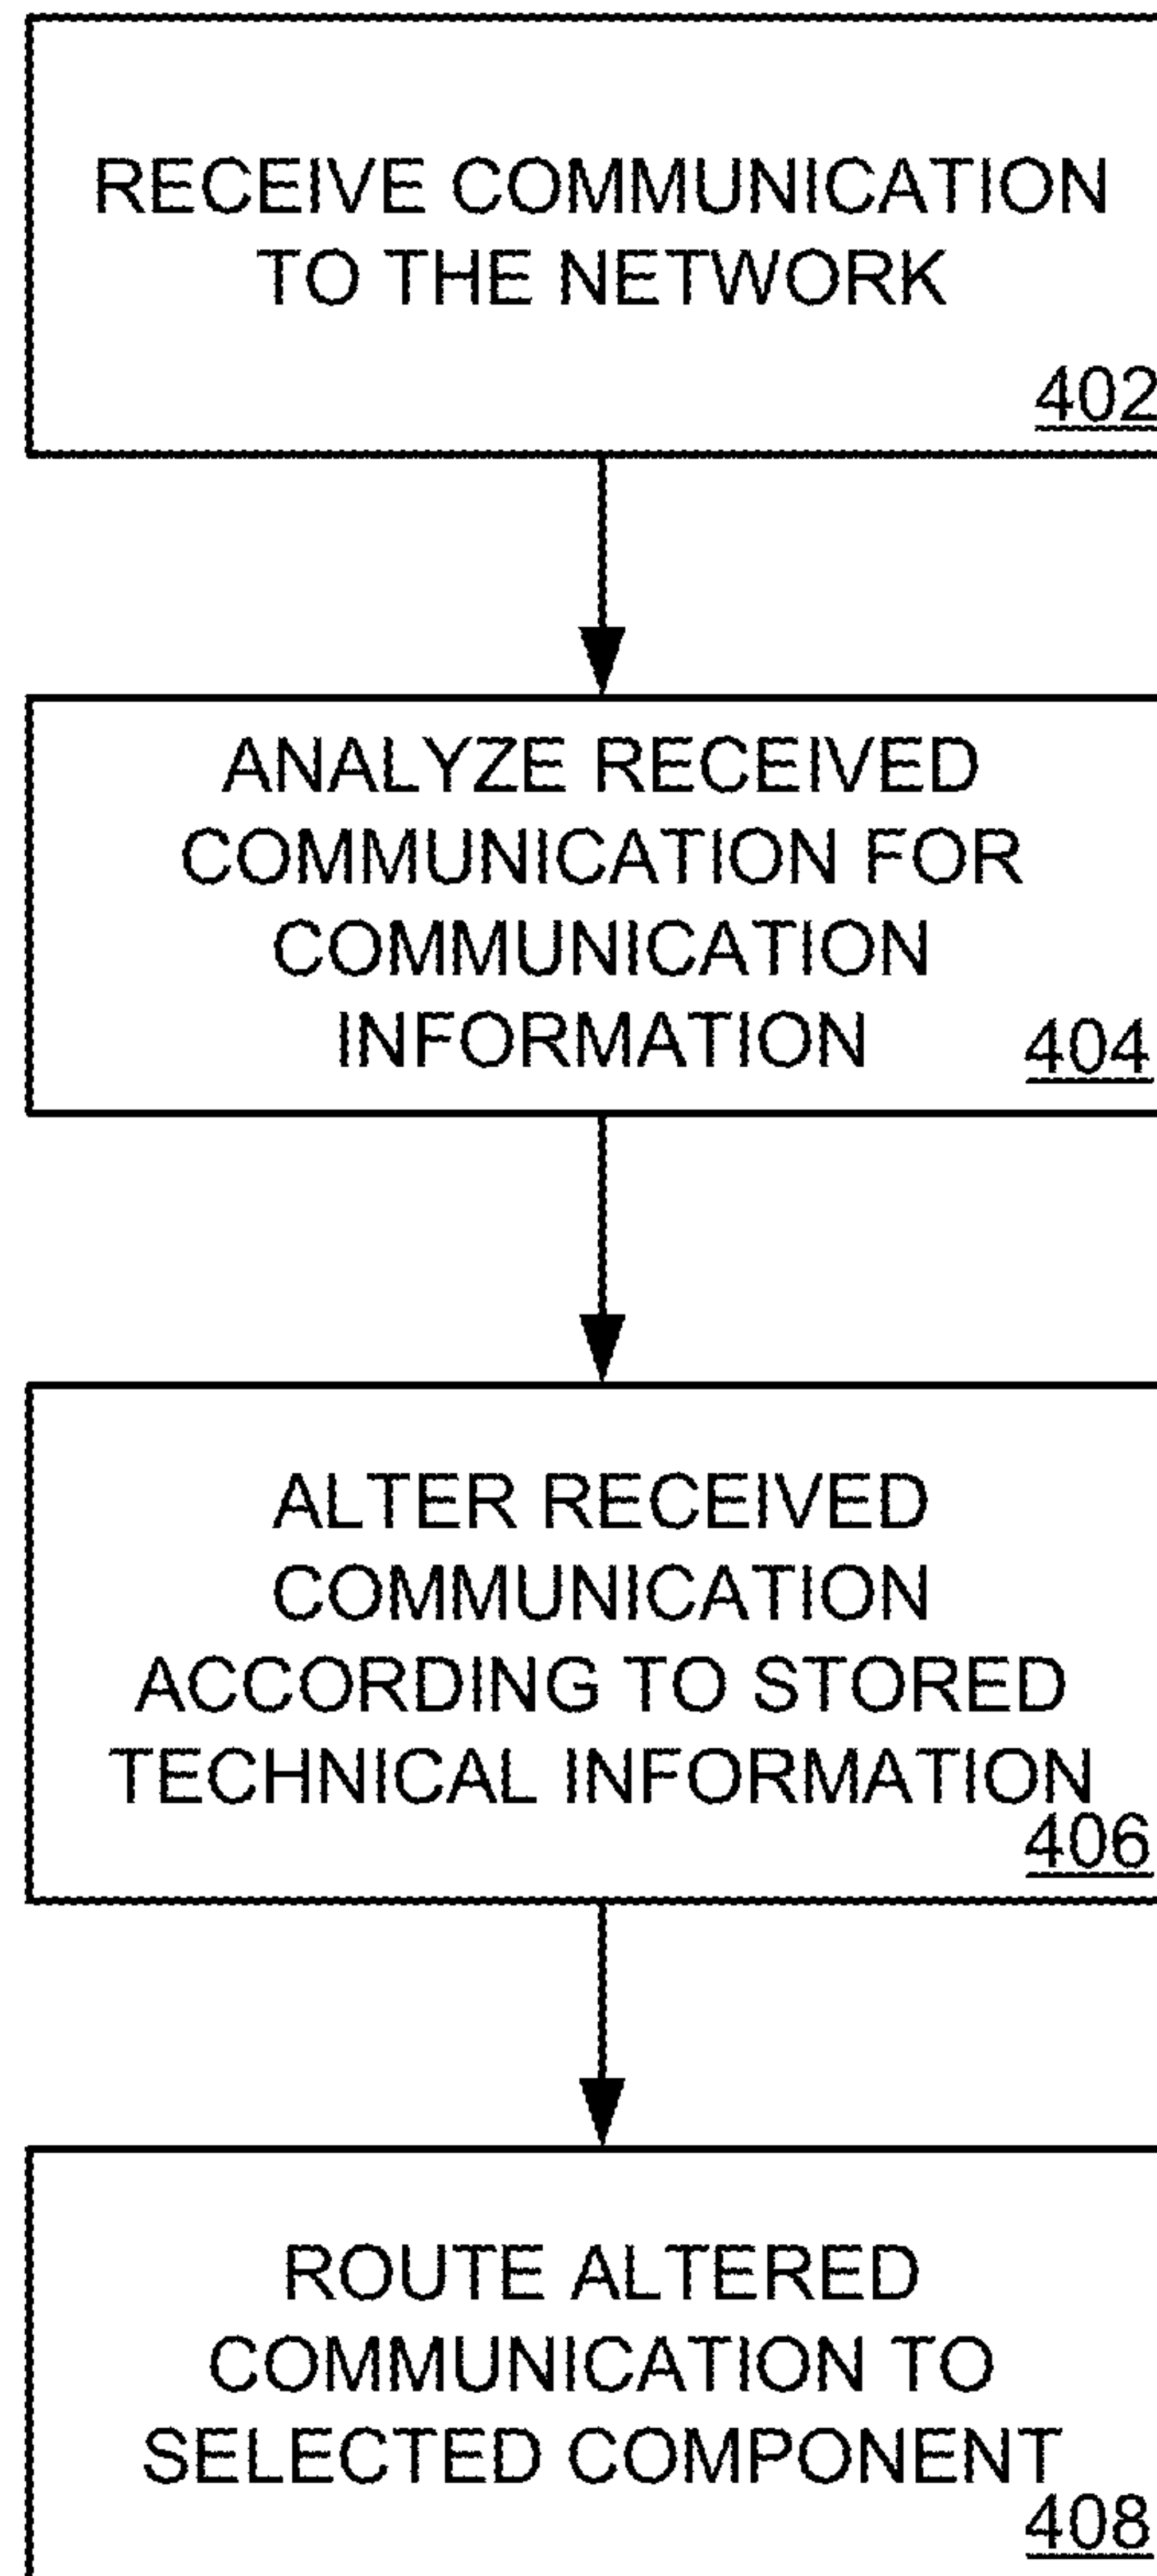 RECEIVE COMMUNICATION
TO THE NETWORK
402
ANALYZE RECEIVED
COMMUNICATION FOR
COMMUNICATION
INFORMATION
404
ALTER RECEIVED
COMMUNICATION
ACCORDING TO STORED
TECHNICAL INFORMATION
406
ROUTE ALTERED
COMMUNICATION TO
SELECTED COMPONENT
408